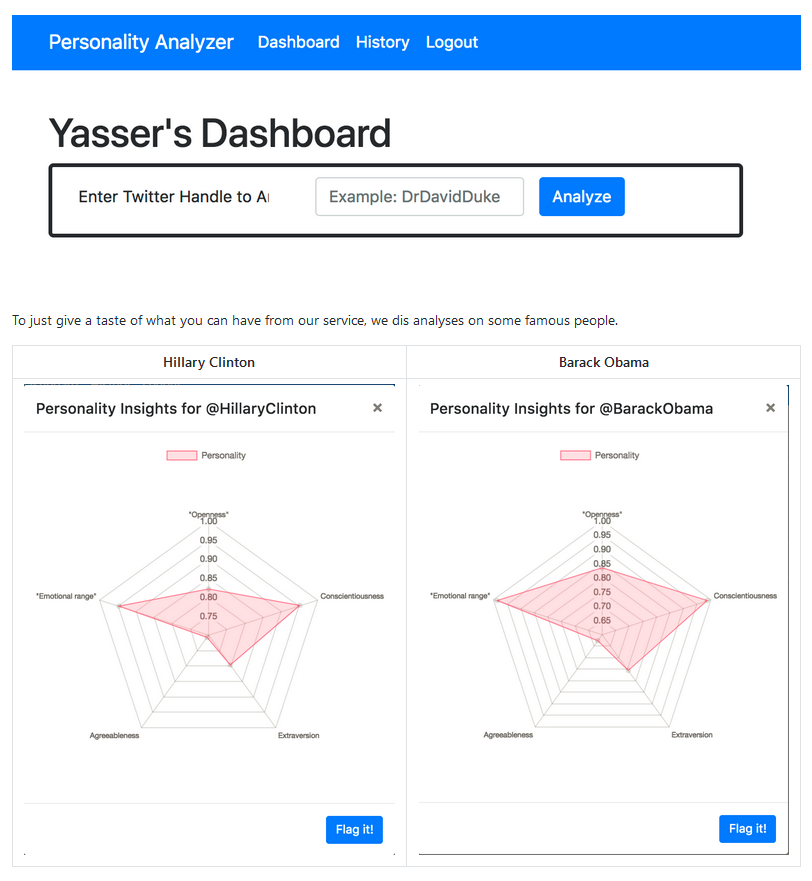 Personality Analyzer Dashboard History Logout
Yasser's Dashboard
Enter Twitter Handle to Example: DrDavidDuke Analyze
To just give a taste of what you can have from our service, we dis analyses on some famous people.
Hillary Clinton Barack Obama
Personality Insights for @HillaryClinton ×
Personality
"Openness"
1.00
0.95
0.90
0.85
0.80
0.75
"Emotional range"
Conscientiousness
Agreeableness
Extraversion
Flag it!
Personality Insights for @BarackObama ×
Personality
"Openness"
1.00
0.95
0.90
0.85
0.80
0.75
0.70
0.65
"Emotional range"
Conscientiousness
Agreeableness
Extraversion
Flag it!